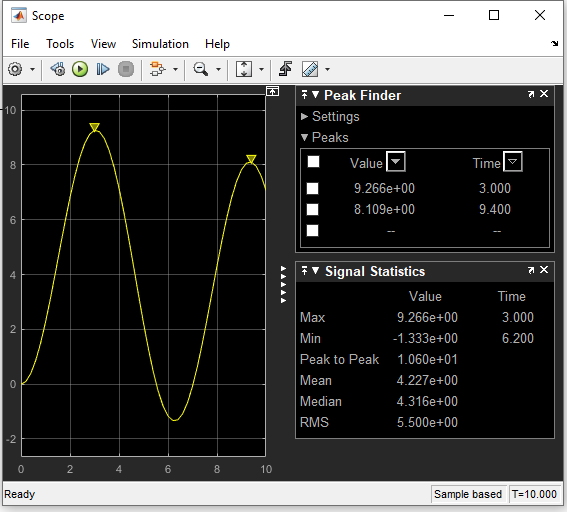 Scope
File Tools View Simulation Help
Peak Finder
Settings
Peaks
Value Time
9.266e+00 3.000
8.109e+00 9.400
-- --
Signal Statistics
Value Time
Max 9.266e+00 3.000
Min -1.333e+00 6.200
Peak to Peak 1.060e+01
Mean 4.227e+00
Median 4.316e+00
RMS 5.500e+00
10
8
6
4
2
0
-2
0 2 4 6 8 10
Ready Sample based T=10.000